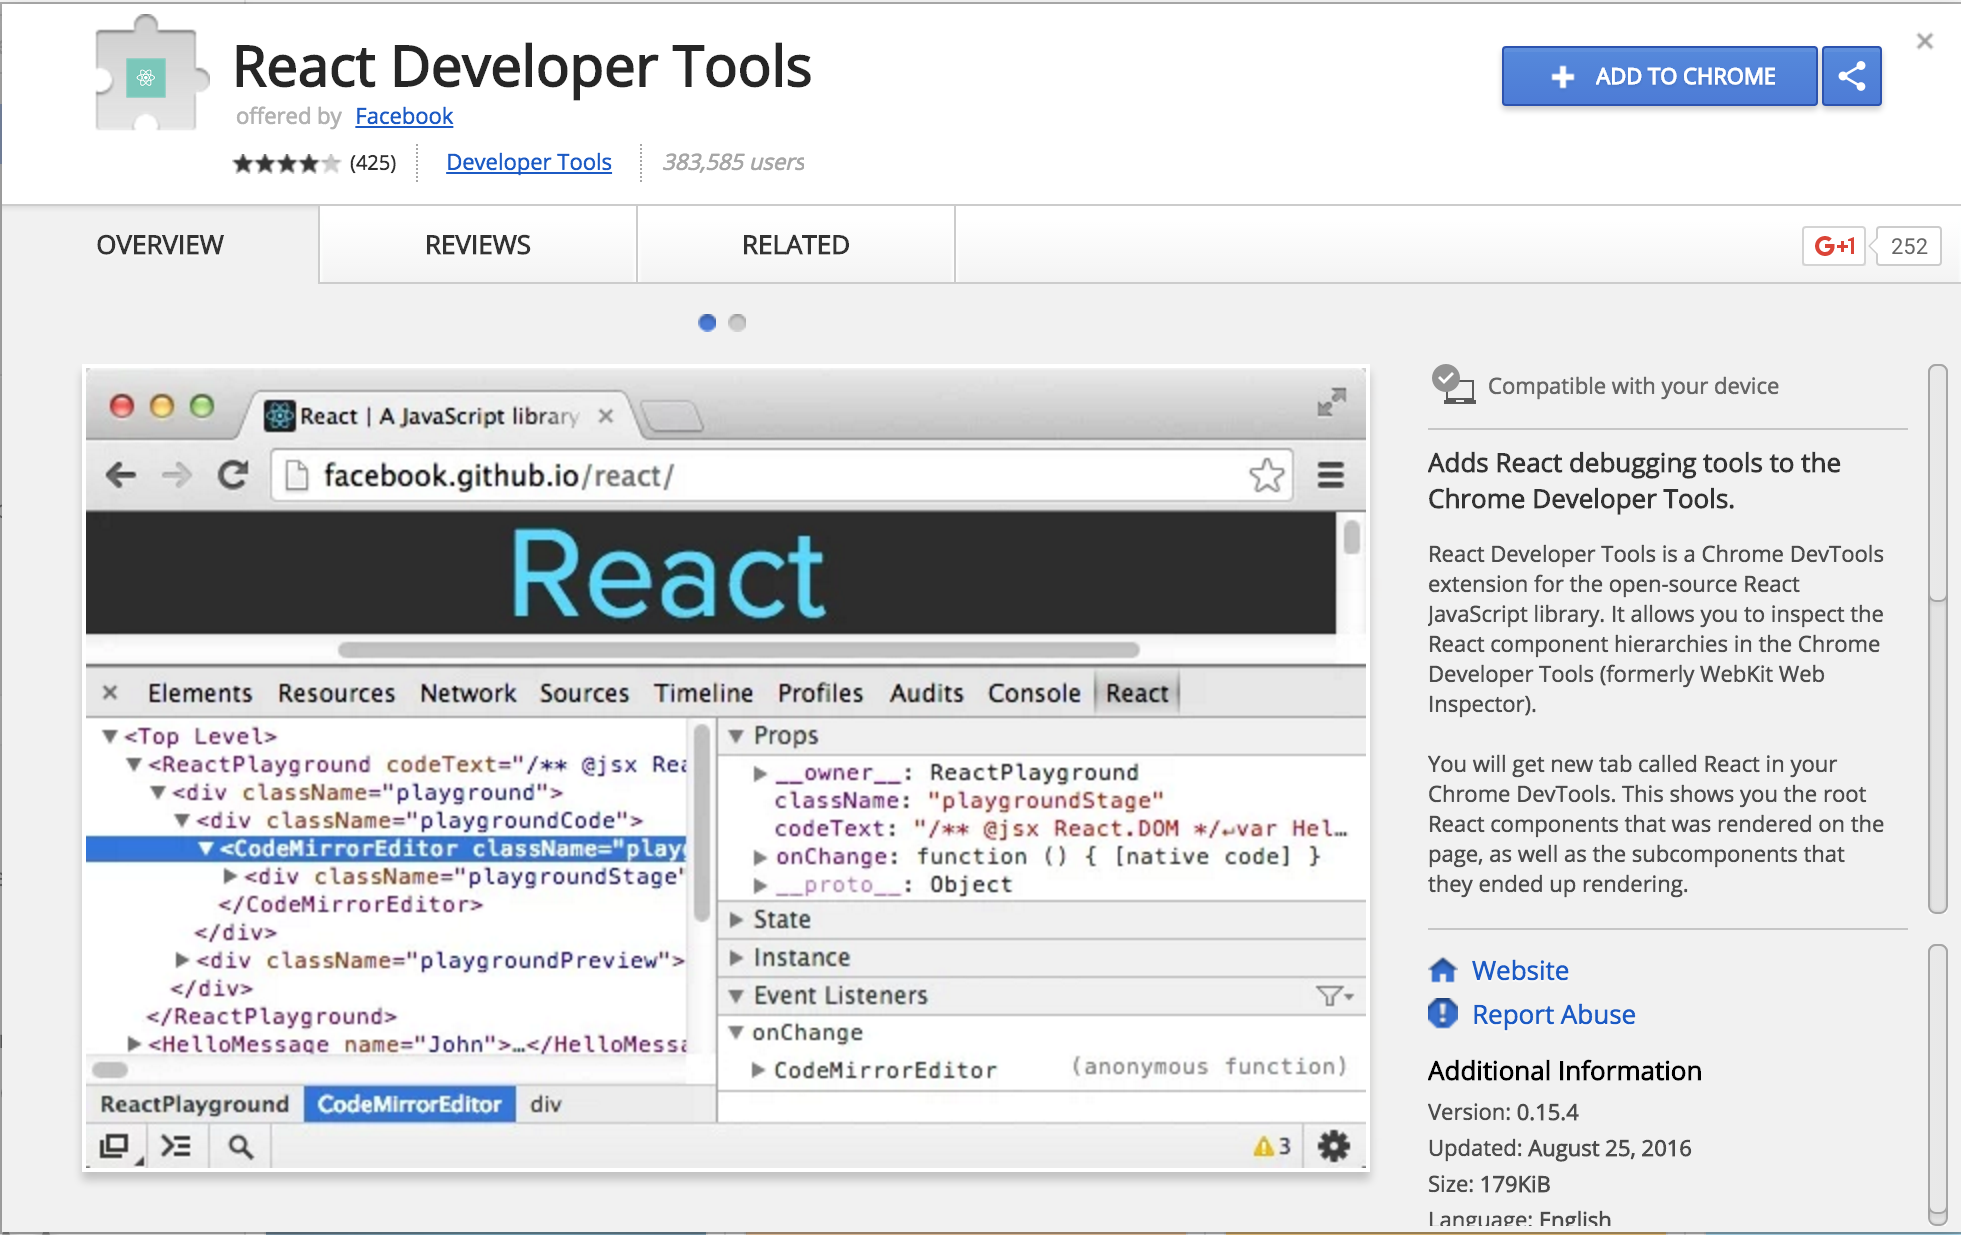 React Developer Tools
offered by Facebook
(425)
Developer Tools
383,585 users
+ ADD TO CHROME
OVERVIEW
REVIEWS
RELATED
G+1
252
React | A JavaScript library
facebook.github.io/react/
React
× Elements Resources Network Sources Timeline Profiles Audits Console React
▼<Top Level>
▼<ReactPlayground codeText="/** @jsx Rea
▼<div className="playground">
▼<div className="playgroundCode">
▼<CodeMirrorEditor className="play
▶<div className="playgroundStage"
</CodeMirrorEditor>
</div>
▶<div className="playgroundPreview">
</div>
</ReactPlayground>
▶<HelloMessage name="John">…</HelloMessa
ReactPlayground CodeMirrorEditor div
▼ Props
▶ __owner__: ReactPlayground
className: "playgroundStage"
codeText: "/** @jsx React.DOM */↵var Hel…
▶ onChange: function () { [native code] }
▶ __proto__: Object
▶ State
▶ Instance
▼ Event Listeners
▼ onChange
▶ CodeMirrorEditor (anonymous function)
3
Compatible with your device
Adds React debugging tools to the
Chrome Developer Tools.
React Developer Tools is a Chrome DevTools
extension for the open-source React
JavaScript library. It allows you to inspect the
React component hierarchies in the Chrome
Developer Tools (formerly WebKit Web
Inspector).
You will get new tab called React in your
Chrome DevTools. This shows you the root
React components that was rendered on the
page, as well as the subcomponents that
they ended up rendering.
Website
Report Abuse
Additional Information
Version: 0.15.4
Updated: August 25, 2016
Size: 179KiB
Language: English